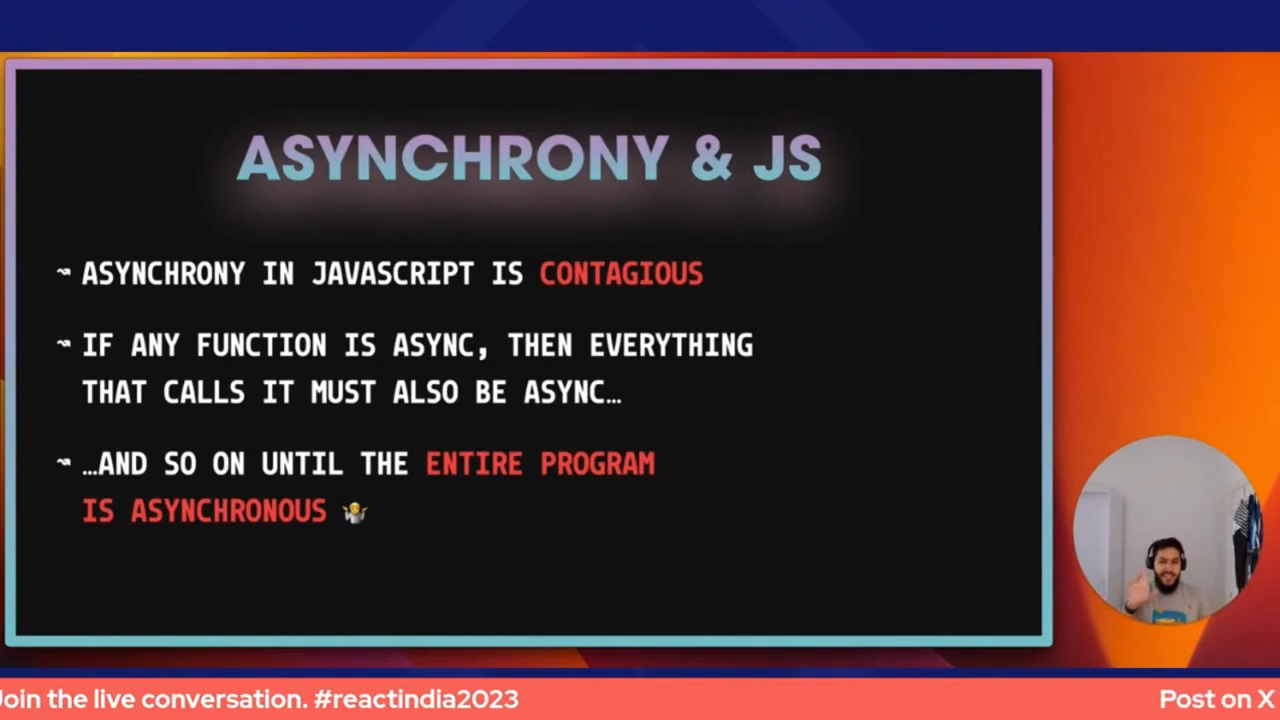 ASYNCHRONY & JS
↝ ASYNCHRONY IN JAVASCRIPT IS CONTAGIOUS
↝ IF ANY FUNCTION IS ASYNC, THEN EVERYTHING
THAT CALLS IT MUST ALSO BE ASYNC…
↝ …AND SO ON UNTIL THE ENTIRE PROGRAM
IS ASYNCHRONOUS 🤷
Join the live conversation. #reactindia2023
Post on X